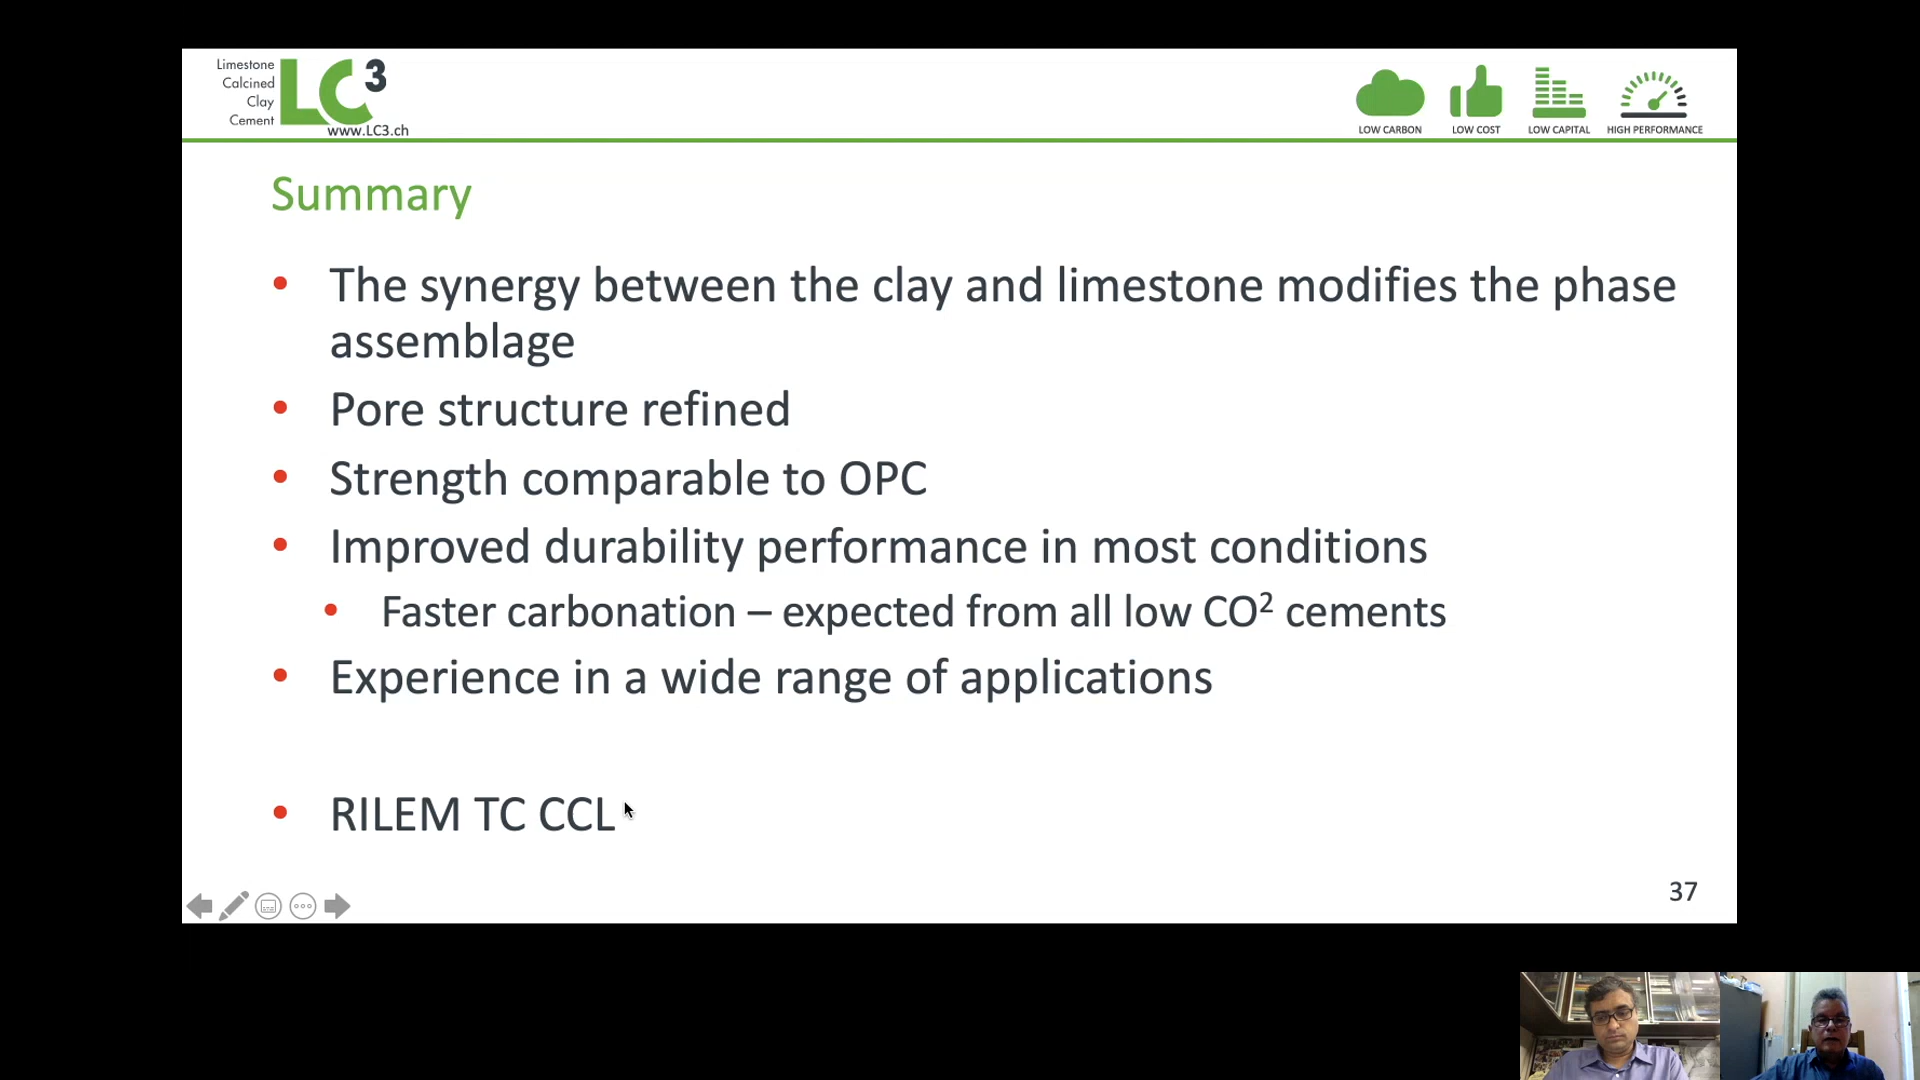 Limestone
Calcined
Clay
Cement
LC3
www.LC3.ch
LOW CARBON
LOW COST
LOW CAPITAL
HIGH PERFORMANCE
Summary
• The synergy between the clay and limestone modifies the phase
assemblage
• Pore structure refined
• Strength comparable to OPC
• Improved durability performance in most conditions
• Faster carbonation – expected from all low CO² cements
• Experience in a wide range of applications
• RILEM TC CCL
37